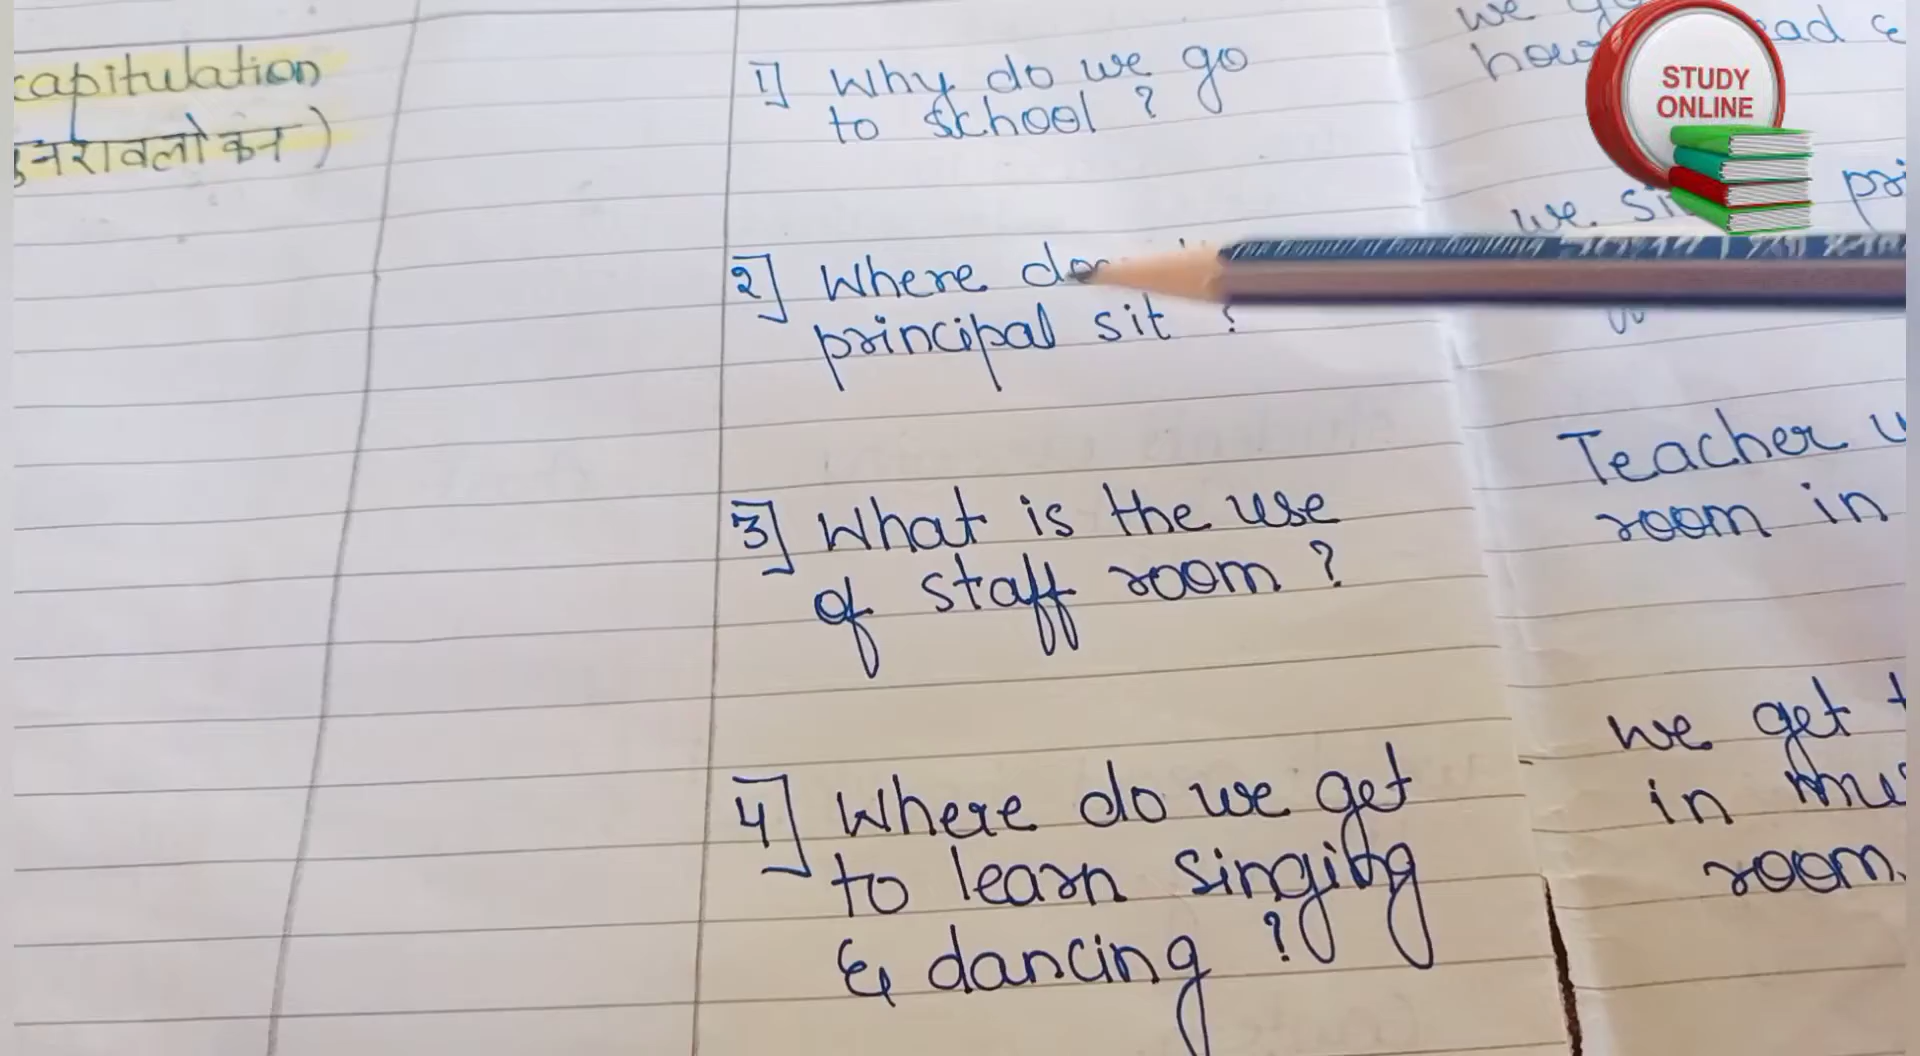 capitulation
पुनरावलोकन)
1] Why do we go
to school ?
2] Where do
principal sit ?
3] What is the use
of staff room ?
4] Where do we get
to learn singing
& dancing ?
we
how
we sit
Teacher
room in
we get
in
room.
STUDY
ONLINE